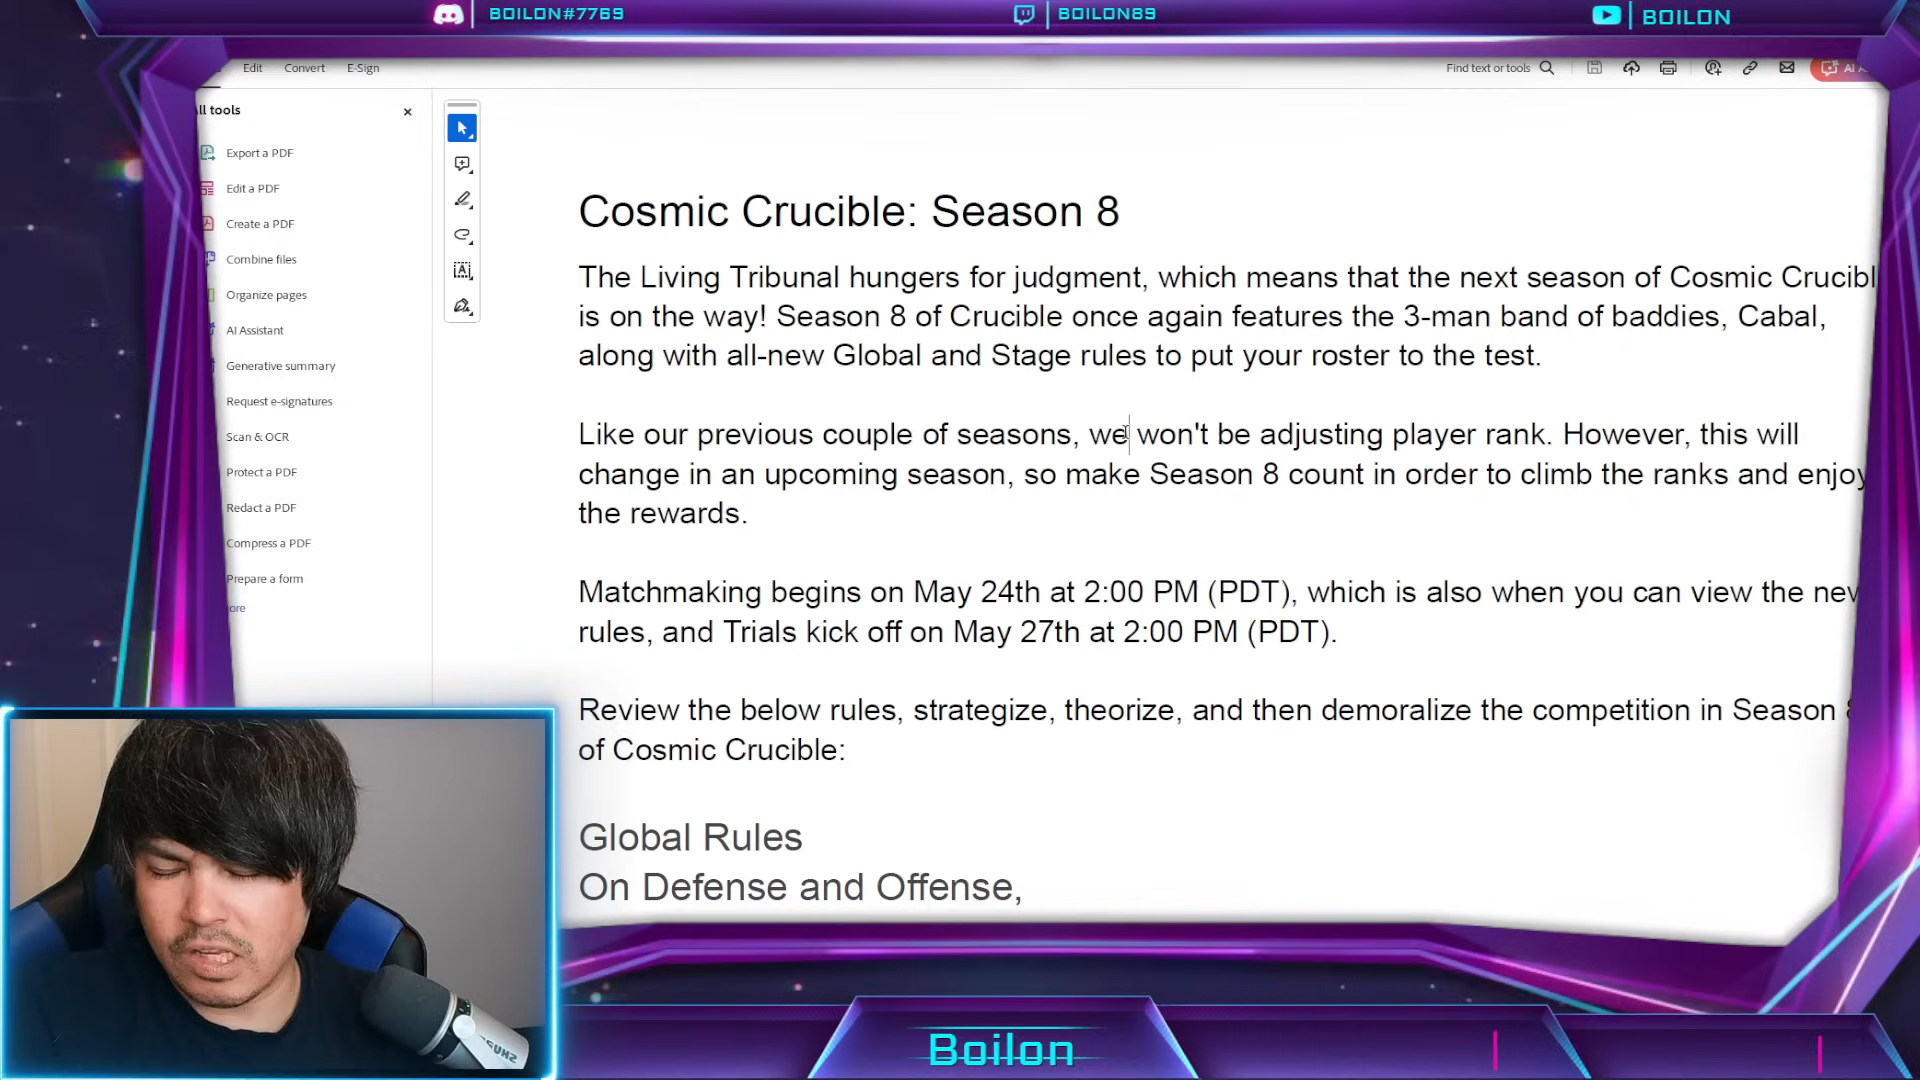 BOILON#7769
BOILON89
BOILON
Edit Convert E-Sign
Find text or tools
ll tools
Export a PDF
Edit a PDF
Create a PDF
Combine files
Organize pages
AI Assistant
Generative summary
Request e-signatures
Scan & OCR
Protect a PDF
Redact a PDF
Compress a PDF
Prepare a form
ore
Cosmic Crucible: Season 8
The Living Tribunal hungers for judgment, which means that the next season of Cosmic Crucibl
is on the way! Season 8 of Crucible once again features the 3-man band of baddies, Cabal,
along with all-new Global and Stage rules to put your roster to the test.
Like our previous couple of seasons, we won't be adjusting player rank. However, this will
change in an upcoming season, so make Season 8 count in order to climb the ranks and enjoy
the rewards.
Matchmaking begins on May 24th at 2:00 PM (PDT), which is also when you can view the new
rules, and Trials kick off on May 27th at 2:00 PM (PDT).
Review the below rules, strategize, theorize, and then demoralize the competition in Season 8
of Cosmic Crucible:
Global Rules
On Defense and Offense,
SHURE
Boilon